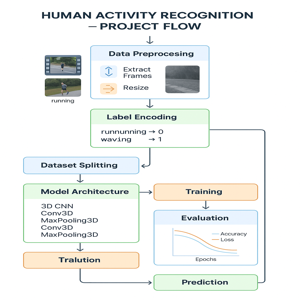 HUMAN ACTIVITY RECOGNITION
— PROJECT FLOW
Data Preprocesing
Extract
Frames
Resize
running
Label Encoding
runnunning → 0
waving → 1
Dataset Splitting
Model Architecture
3D CNN
Conv3D
MaxPooling3D
Conv3D
MaxPooling3D
Training
Evaluation
Accuracy
Loss
Epochs
Tralution
Prediction